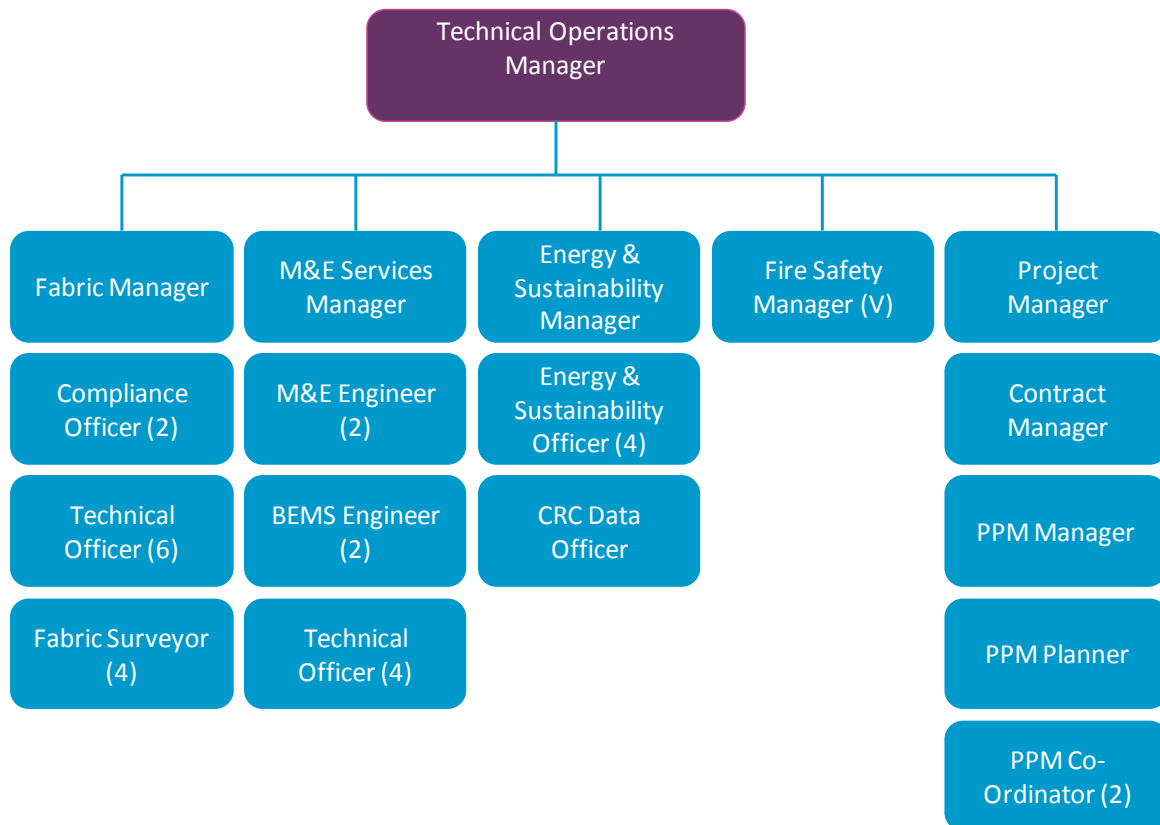 Technical Operations
Manager
Fabric Manager
M&E Services
Manager
Energy &
Sustainability
Manager
Fire Safety
Manager (V)
Project
Manager
Compliance
Officer (2)
M&E Engineer
(2)
Energy &
Sustainability
Officer (4)
Contract
Manager
Technical
Officer (6)
BEMS Engineer
(2)
CRC Data
Officer
PPM Manager
Fabric Surveyor
(4)
Technical
Officer (4)
PPM Planner
PPM Co-
Ordinator (2)